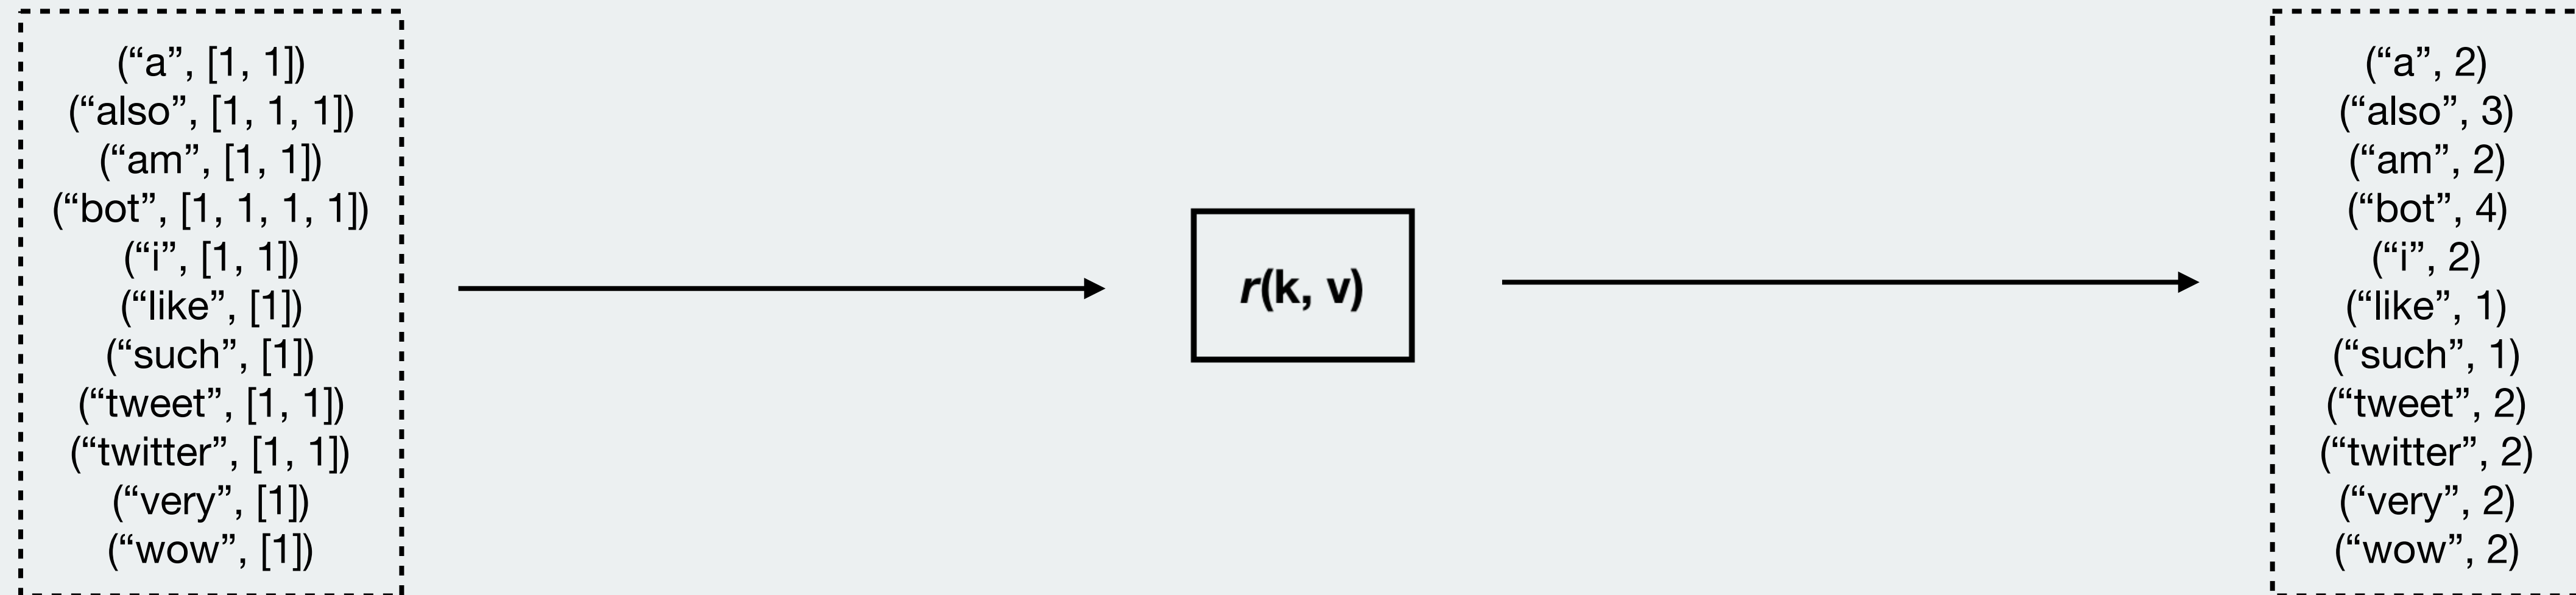 (“a”, [1, 1])
(“also”, [1, 1, 1])
(“am”, [1, 1])
(“bot”, [1, 1, 1, 1])
(“i”, [1, 1])
(“like”, [1])
(“such”, [1])
(“tweet”, [1, 1])
(“twitter”, [1, 1])
(“very”, [1])
(“wow”, [1])
r(k, v)
(“a”, 2)
(“also”, 3)
(“am”, 2)
(“bot”, 4)
(“i”, 2)
(“like”, 1)
(“such”, 1)
(“tweet”, 2)
(“twitter”, 2)
(“very”, 2)
(“wow”, 2)